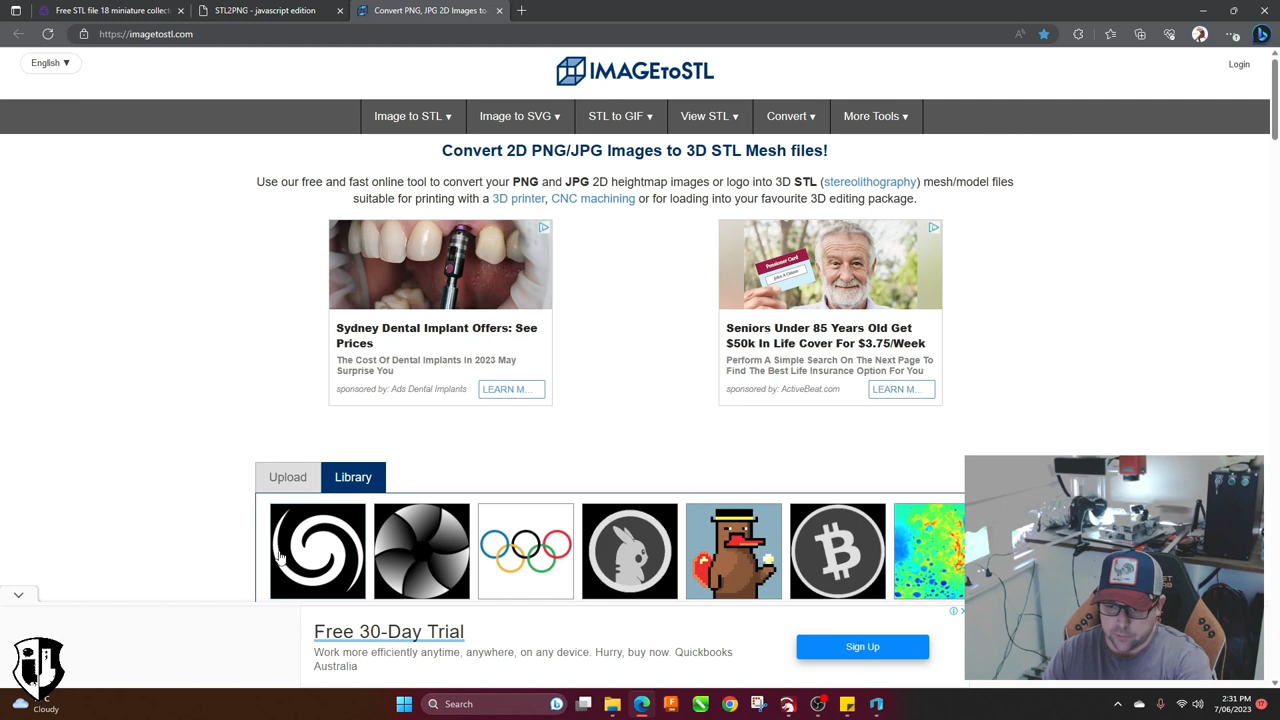 Free STL file 18 miniature collect
STL2PNG - javascript edition
Convert PNG, JPG 2D Images to
https://imagetostl.com
English ▼
IMAGEtoSTL
Login
Image to STL ▾
Image to SVG ▾
STL to GIF ▾
View STL ▾
Convert ▾
More Tools ▾
Convert 2D PNG/JPG Images to 3D STL Mesh files!
Use our free and fast online tool to convert your PNG and JPG 2D heightmap images or logo into 3D STL (stereolithography) mesh/model files
suitable for printing with a 3D printer, CNC machining or for loading into your favourite 3D editing package.
Pensioner Card
Sydney Dental Implant Offers: See
Prices
The Cost Of Dental Implants In 2023 May
Surprise You
sponsored by: Ads Dental Implants
LEARN M...
Seniors Under 85 Years Old Get
$50k In Life Cover For $3.75/Week
Perform A Simple Search On The Next Page To
Find The Best Life Insurance Option For You
sponsored by: ActiveBeat.com
LEARN M...
Upload
Library
Free 30-Day Trial
Work more efficiently anytime, anywhere, on any device. Hurry, buy now. Quickbooks
Australia
Sign Up
Cloudy
Search
2:31 PM
7/06/2023